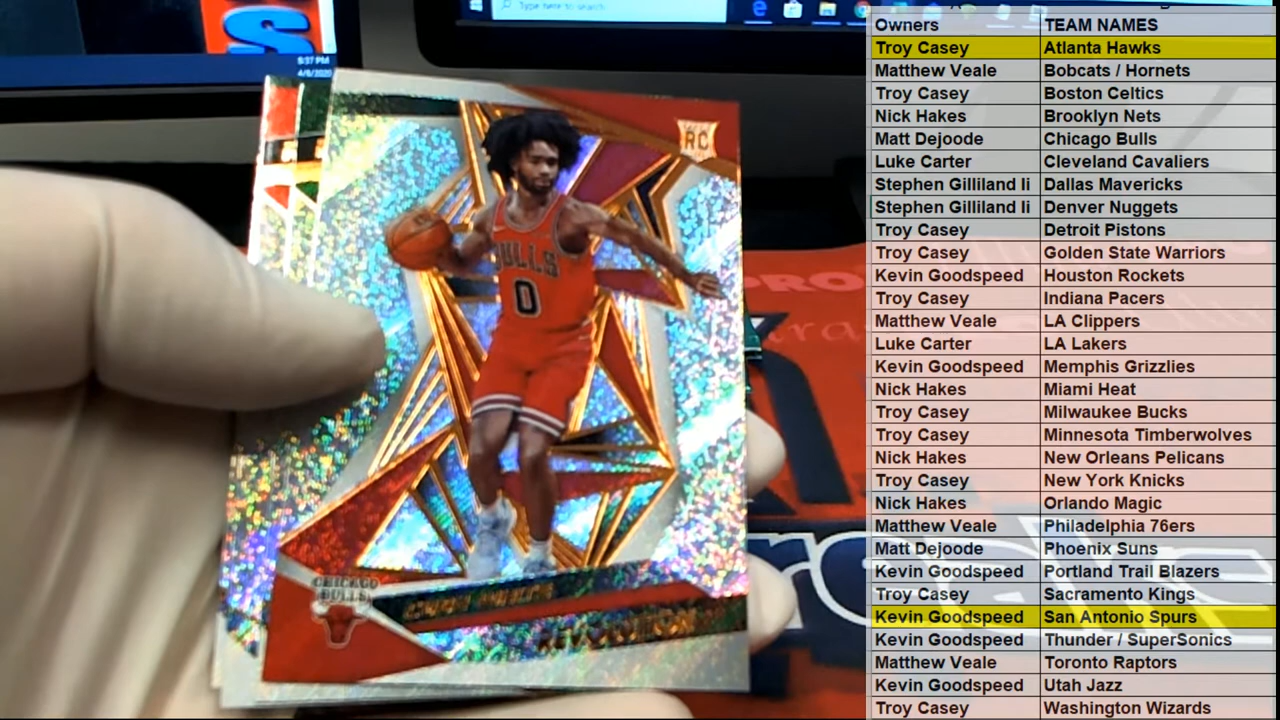 Type here to search
S
9:37 PM
4/6/2020
RC
BULLS
0
CHICAGO
BULLS
REVOLUTION
Owners TEAM NAMES
Troy Casey Atlanta Hawks
Matthew Veale Bobcats / Hornets
Troy Casey Boston Celtics
Nick Hakes Brooklyn Nets
Matt Dejoode Chicago Bulls
Luke Carter Cleveland Cavaliers
Stephen Gilliland Ii Dallas Mavericks
Stephen Gilliland Ii Denver Nuggets
Troy Casey Detroit Pistons
Troy Casey Golden State Warriors
Kevin Goodspeed Houston Rockets
Troy Casey Indiana Pacers
Matthew Veale LA Clippers
Luke Carter LA Lakers
Kevin Goodspeed Memphis Grizzlies
Nick Hakes Miami Heat
Troy Casey Milwaukee Bucks
Troy Casey Minnesota Timberwolves
Nick Hakes New Orleans Pelicans
Troy Casey New York Knicks
Nick Hakes Orlando Magic
Matthew Veale Philadelphia 76ers
Matt Dejoode Phoenix Suns
Kevin Goodspeed Portland Trail Blazers
Troy Casey Sacramento Kings
Kevin Goodspeed San Antonio Spurs
Kevin Goodspeed Thunder / SuperSonics
Matthew Veale Toronto Raptors
Kevin Goodspeed Utah Jazz
Troy Casey Washington Wizards